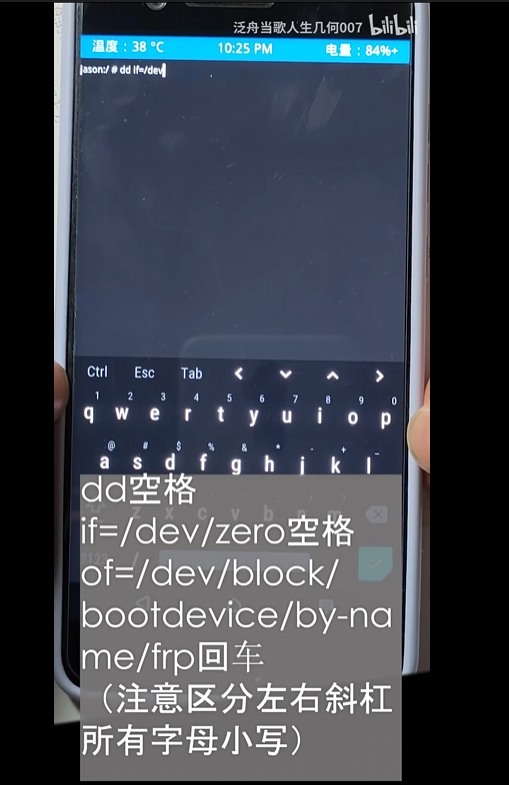 泛舟当歌人生几何007 bilibili
温度：38 °C 10:25 PM 电量：84%+
jason:/ # dd if=/dev
Ctrl Esc Tab
1 2 3 4 5 6 7 8 9 0
q w e r t y u i o p
@ # $ % & * - + _
a s d f g h j k l
z x c v b n m
dd空格
if=/dev/zero空格
of=/dev/block/
bootdevice/by-na
me/frp回车
（注意区分左右斜杠
所有字母小写）